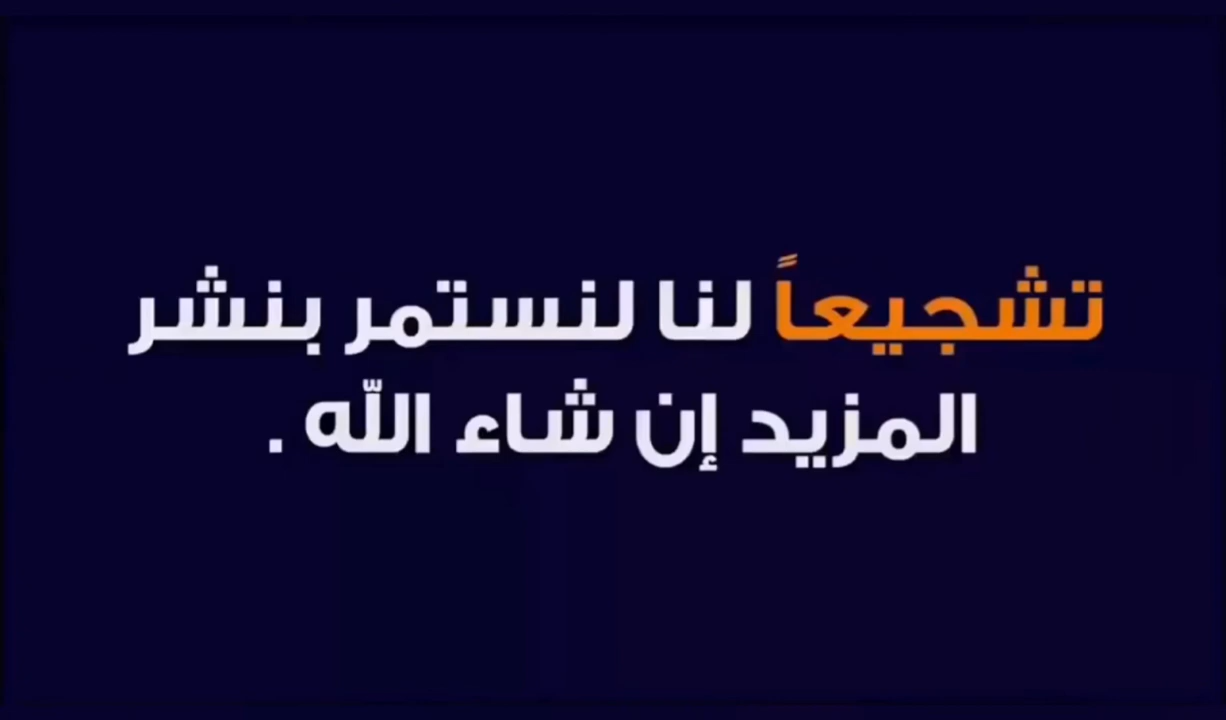 تشجيعاً لنا لنستمر بنشر
المزيد إن شاء الله .